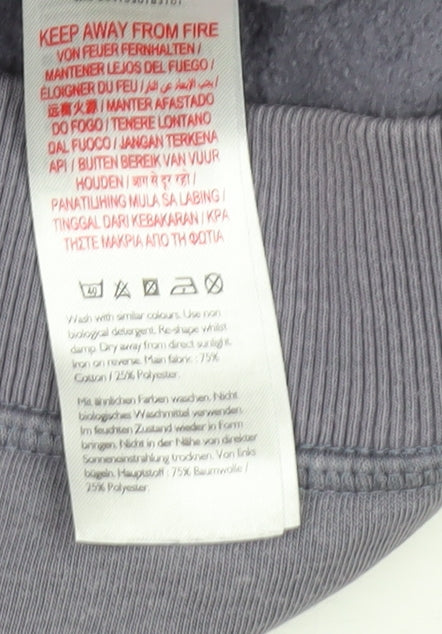 KEEP AWAY FROM FIRE
VON FEUER FERNHALTEN /
MANTENER LEJOS DEL FUEGO /
ÉLOIGNER DU FEU / يجب الإبعاد عن النار /
远离火源 / MANTER AFASTADO
DO FOGO / TENERE LONTANO
DAL FUOCO / JANGAN TERKENA
API / BUITEN BEREIK VAN VUUR
HOUDEN / आग से दूर रहो /
PANATILIHING MULA SA LABING /
TINGGAL DARI KEBAKARAN / ΚΡΑ
ΤΗΣΤΕ ΜΑΚΡΙΑ ΑΠΟ ΤΗ ΦΩΤΙΑ
40
Wash with similar colours. Use non
biological detergent. Re-shape whilst
damp. Dry away from direct sunlight.
Iron on reverse. Main fabric : 75%
Cotton / 25% Polyester.
Mit ähnlichen Farben waschen. Nicht
biologisches Waschmittel verwenden.
Im feuchten Zustand wieder in Form
bringen. Nicht in der Nähe von direkter
Sonneneinstrahlung trocknen. Von links
bügeln. Hauptstoff : 75% Baumwolle /
25% Polyester.